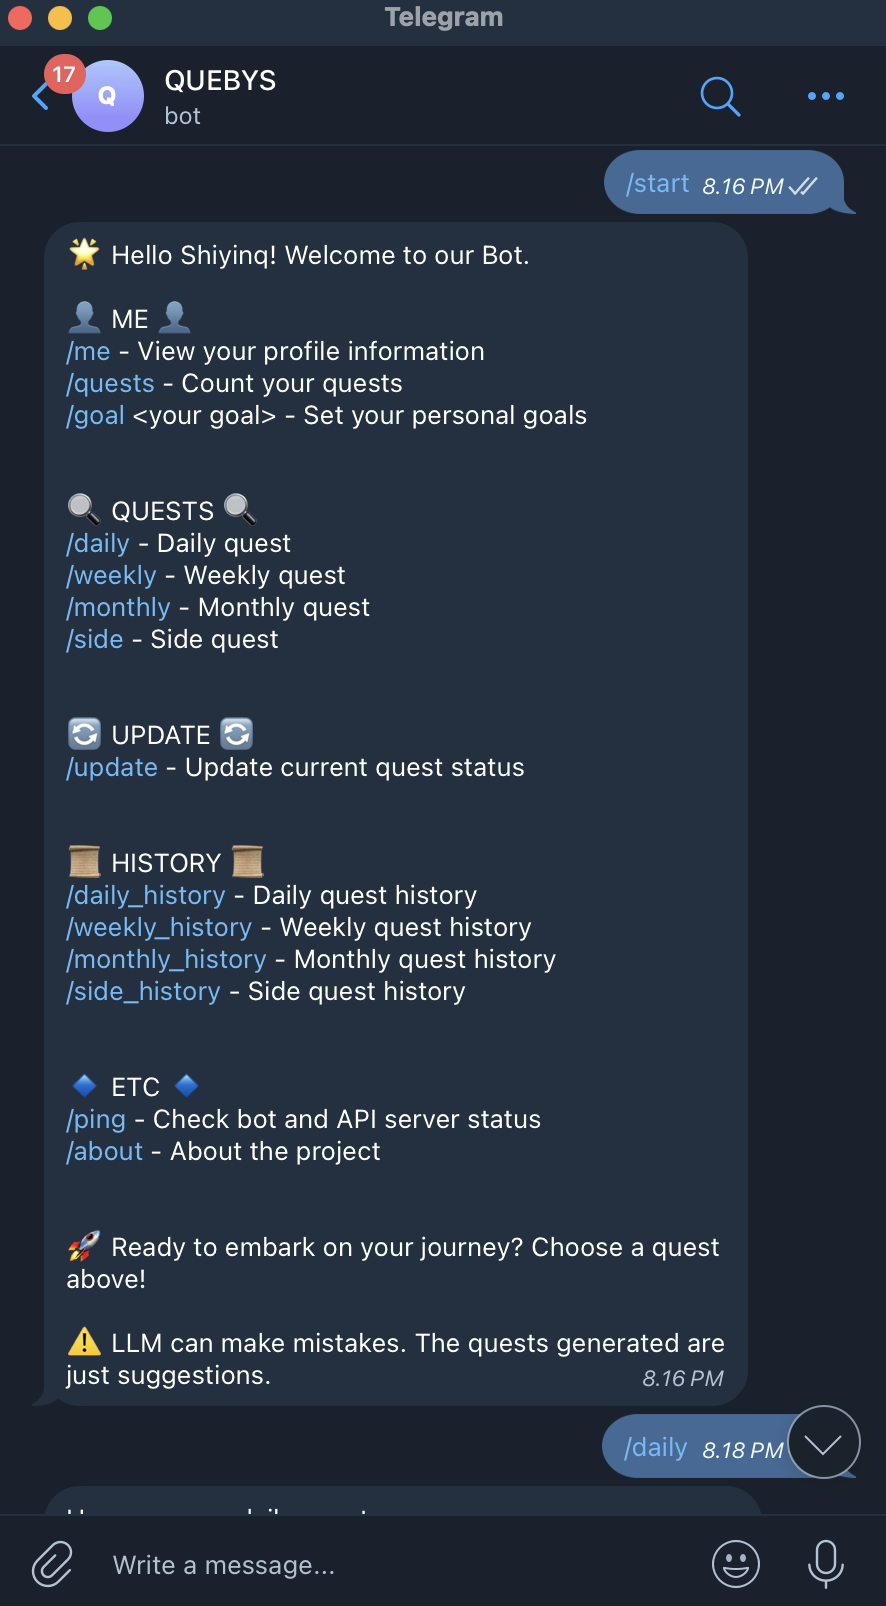 Telegram
17
Q
QUEBYS
bot
/start 8.16 PM
🌟 Hello Shiyinq! Welcome to our Bot.
👤 ME 👤
/me - View your profile information
/quests - Count your quests
/goal <your goal> - Set your personal goals
🔍 QUESTS 🔍
/daily - Daily quest
/weekly - Weekly quest
/monthly - Monthly quest
/side - Side quest
🔄 UPDATE 🔄
/update - Update current quest status
📜 HISTORY 📜
/daily_history - Daily quest history
/weekly_history - Weekly quest history
/monthly_history - Monthly quest history
/side_history - Side quest history
🔹 ETC 🔹
/ping - Check bot and API server status
/about - About the project
🚀 Ready to embark on your journey? Choose a quest
above!
⚠️ LLM can make mistakes. The quests generated are
just suggestions. 8.16 PM
/daily 8.18 PM
Write a message...